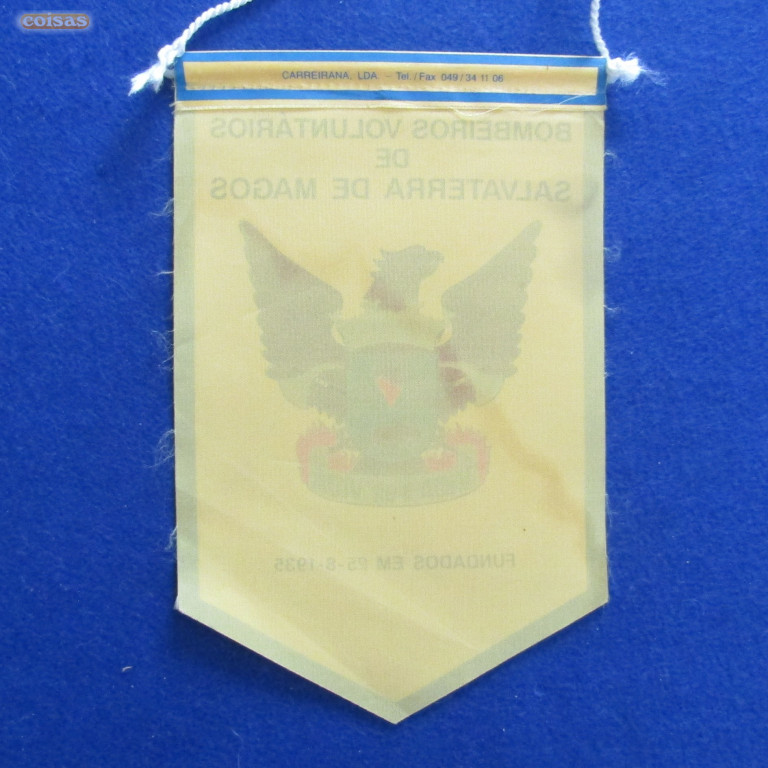 coisas
CARREIRANA, LDA. - Tel. / Fax 049 / 34 11 06
BOMBEIROS VOLUNTÁRIOS
DE
SALVATERRA DE MAGOS
FUNDADOS EM 25-8-1935